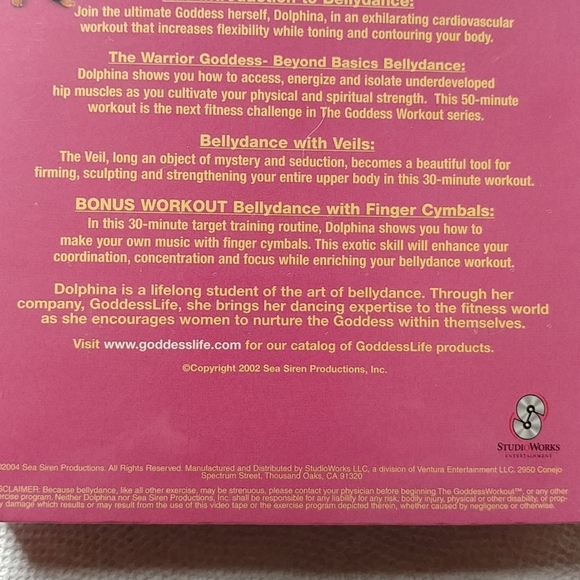 Introduction to Bellydance:
Join the ultimate Goddess herself, Dolphina, in an exhilarating cardiovascular
workout that increases flexibility while toning and contouring your body.
The Warrior Goddess- Beyond Basics Bellydance:
Dolphina shows you how to access, energize and isolate underdeveloped
hip muscles as you cultivate your physical and spiritual strength. This 50-minute
workout is the next fitness challenge in The Goddess Workout series.
Bellydance with Veils:
The Veil, long an object of mystery and seduction, becomes a beautiful tool for
firming, sculpting and strengthening your entire upper body in this 30-minute workout.
BONUS WORKOUT Bellydance with Finger Cymbals:
In this 30-minute target training routine, Dolphina shows you how to
make your own music with finger cymbals. This exotic skill will enhance your
coordination, concentration and focus while enriching your bellydance workout.
Dolphina is a lifelong student of the art of bellydance. Through her
company, GoddessLife, she brings her dancing expertise to the fitness world
as she encourages women to nurture the Goddess within themselves.
Visit www.goddesslife.com for our catalog of GoddessLife products.
©Copyright 2002 Sea Siren Productions, Inc.
STUDIOWORKS
ENTERTAINMENT
©2004 Sea Siren Productions. All Rights Reserved. Manufactured and Distributed by StudioWorks LLC, a division of Ventura Entertainment LLC. 2950 Conejo
Spectrum Street, Thousand Oaks, CA 91320
ISCLAIMER: Because bellydance, like all other exercise, may be strenuous, please contact your physician before beginning The GoddessWorkout™, or any other
ercise program. Neither Dolphina nor Sea Siren Productions, Inc. shall be responsible for any liability for any risk, bodily injury, physical or other disability, or prop-
y damage which results or may result from the use of this video tape or the exercise program depicted therein, whether caused by negligence or otherwise.